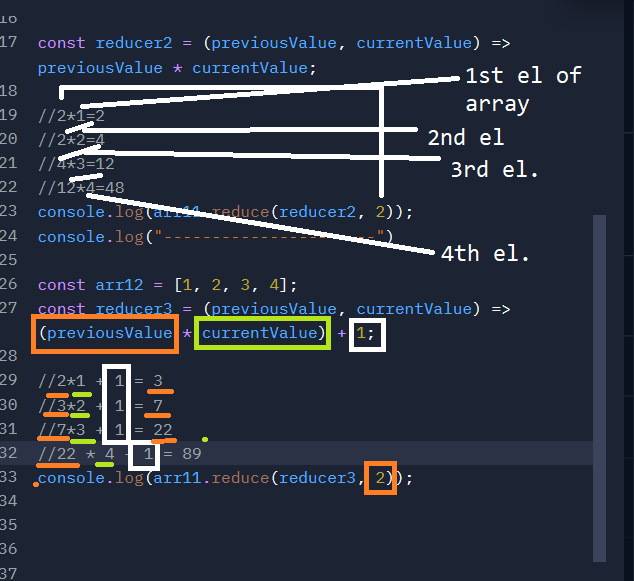 16
17 const reducer2 = (previousValue, currentValue) =>
previousValue * currentValue;
18
1st el of
array
19 //2*1=2
20 //2*2=4
2nd el
21 //4*3=12
3rd el.
22 //12*4=48
23 console.log(arr11.reduce(reducer2, 2));
24 console.log("-----------------------")
4th el.
25
26 const arr12 = [1, 2, 3, 4];
27 const reducer3 = (previousValue, currentValue) =>
27 (previousValue * currentValue) + 1;
28
29 //2*1 + 1 = 3
30 //3*2 + 1 = 7
31 //7*3 + 1 = 22
32 //22 * 4 + 1 = 89
33 console.log(arr11.reduce(reducer3, 2));
34
35
36
37